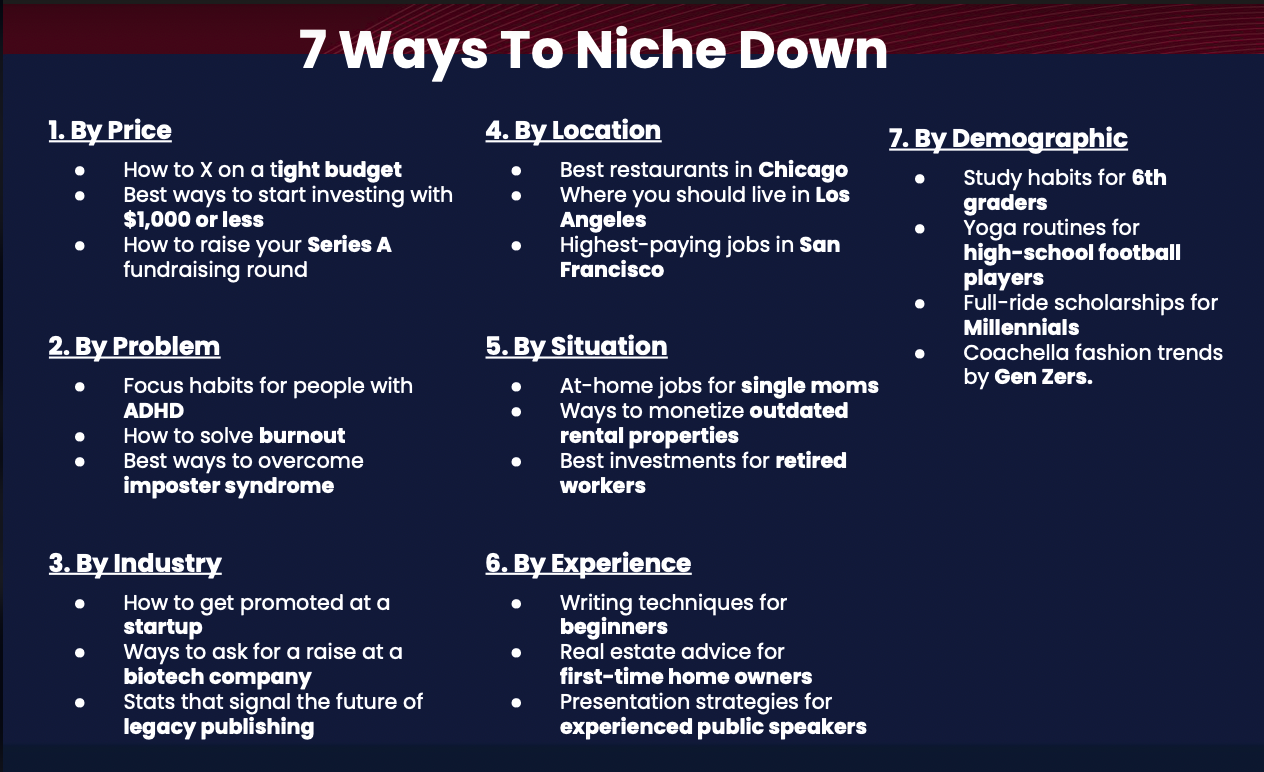 7 Ways To Niche Down
1. By Price
● How to X on a tight budget
● Best ways to start investing with
$1,000 or less
● How to raise your Series A
fundraising round
2. By Problem
● Focus habits for people with
ADHD
● How to solve burnout
● Best ways to overcome
imposter syndrome
3. By Industry
● How to get promoted at a
startup
● Ways to ask for a raise at a
biotech company
● Stats that signal the future of
legacy publishing
4. By Location
● Best restaurants in Chicago
● Where you should live in Los
Angeles
● Highest-paying jobs in San
Francisco
5. By Situation
● At-home jobs for single moms
● Ways to monetize outdated
rental properties
● Best investments for retired
workers
6. By Experience
● Writing techniques for
beginners
● Real estate advice for
first-time home owners
● Presentation strategies for
experienced public speakers
7. By Demographic
● Study habits for 6th
graders
● Yoga routines for
high-school football
players
● Full-ride scholarships for
Millennials
● Coachella fashion trends
by Gen Zers.